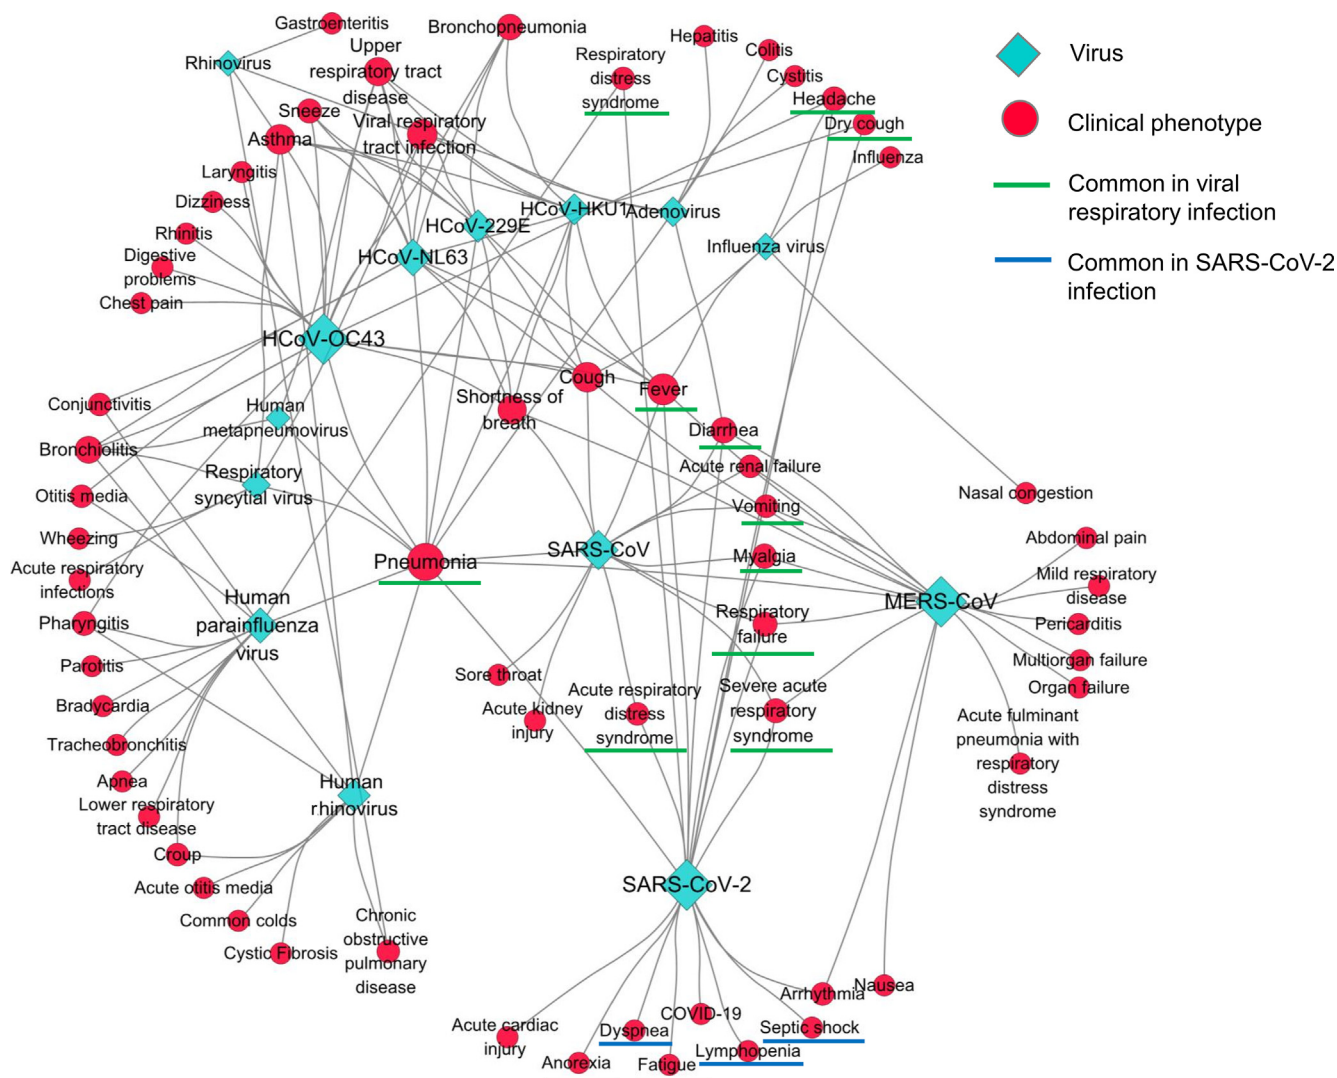 Gastroenteritis
Bronchopneumonia
Upper
respiratory tract
disease
Rhinovirus
Respiratory
distress
syndrome
Hepatitis
Colitis
Cystitis
Headache
Dry cough
Influenza
Virus
Clinical phenotype
Common in viral
respiratory infection
Common in SARS-CoV-2
infection
Sneeze
Viral respiratory
tract infection
Asthma
Laryngitis
Dizziness
Rhinitis
Digestive
problems
Chest pain
HCoV-HKU1
Adenovirus
HCoV-229E
HCoV-NL63
Influenza virus
HCoV-OC43
Cough
Fever
Shortness of
breath
Diarrhea
Acute renal failure
Vomiting
Myalgia
Nasal congestion
Conjunctivitis
Human
metapneumovirus
Bronchiolitis
Respiratory
syncytial virus
Otitis media
Wheezing
Acute respiratory
infections
Pneumonia
SARS-CoV
MERS-CoV
Abdominal pain
Mild respiratory
disease
Pericarditis
Multiorgan failure
Organ failure
Acute fulminant
pneumonia with
respiratory
distress
syndrome
Respiratory
failure
Human
parainfluenza
virus
Pharyngitis
Parotitis
Bradycardia
Tracheobronchitis
Apnea
Lower respiratory
tract disease
Croup
Acute otitis media
Common colds
Cystic Fibrosis
Chronic
obstructive
pulmonary
disease
Human
rhinovirus
Sore throat
Acute kidney
injury
Acute respiratory
distress
syndrome
Severe acute
respiratory
syndrome
SARS-CoV-2
Acute cardiac
injury
Anorexia
Dyspnea
Fatigue
COVID-19
Lymphopenia
Septic shock
Arrhythmia
Nausea